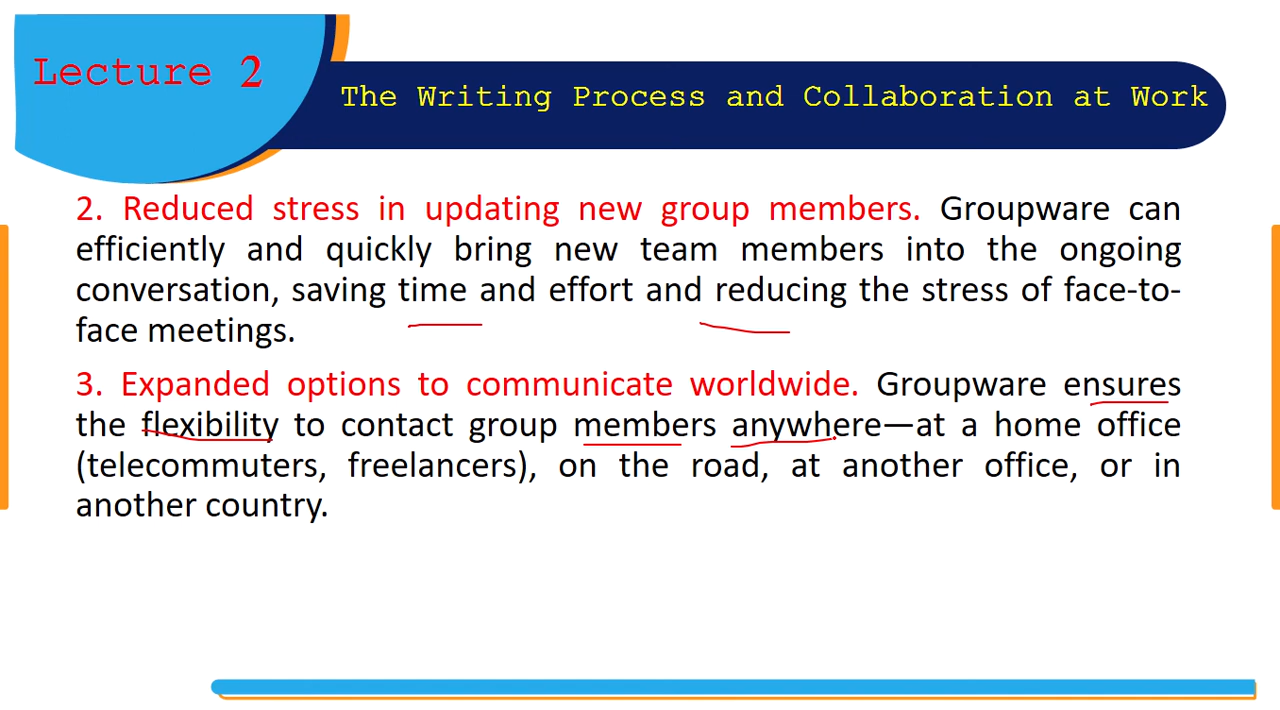 Lecture 2
The Writing Process and Collaboration at Work
2. Reduced stress in updating new group members. Groupware can
efficiently and quickly bring new team members into the ongoing
conversation, saving time and effort and reducing the stress of face-to-
face meetings.
3. Expanded options to communicate worldwide. Groupware ensures
the flexibility to contact group members anywhere—at a home office
(telecommuters, freelancers), on the road, at another office, or in
another country.